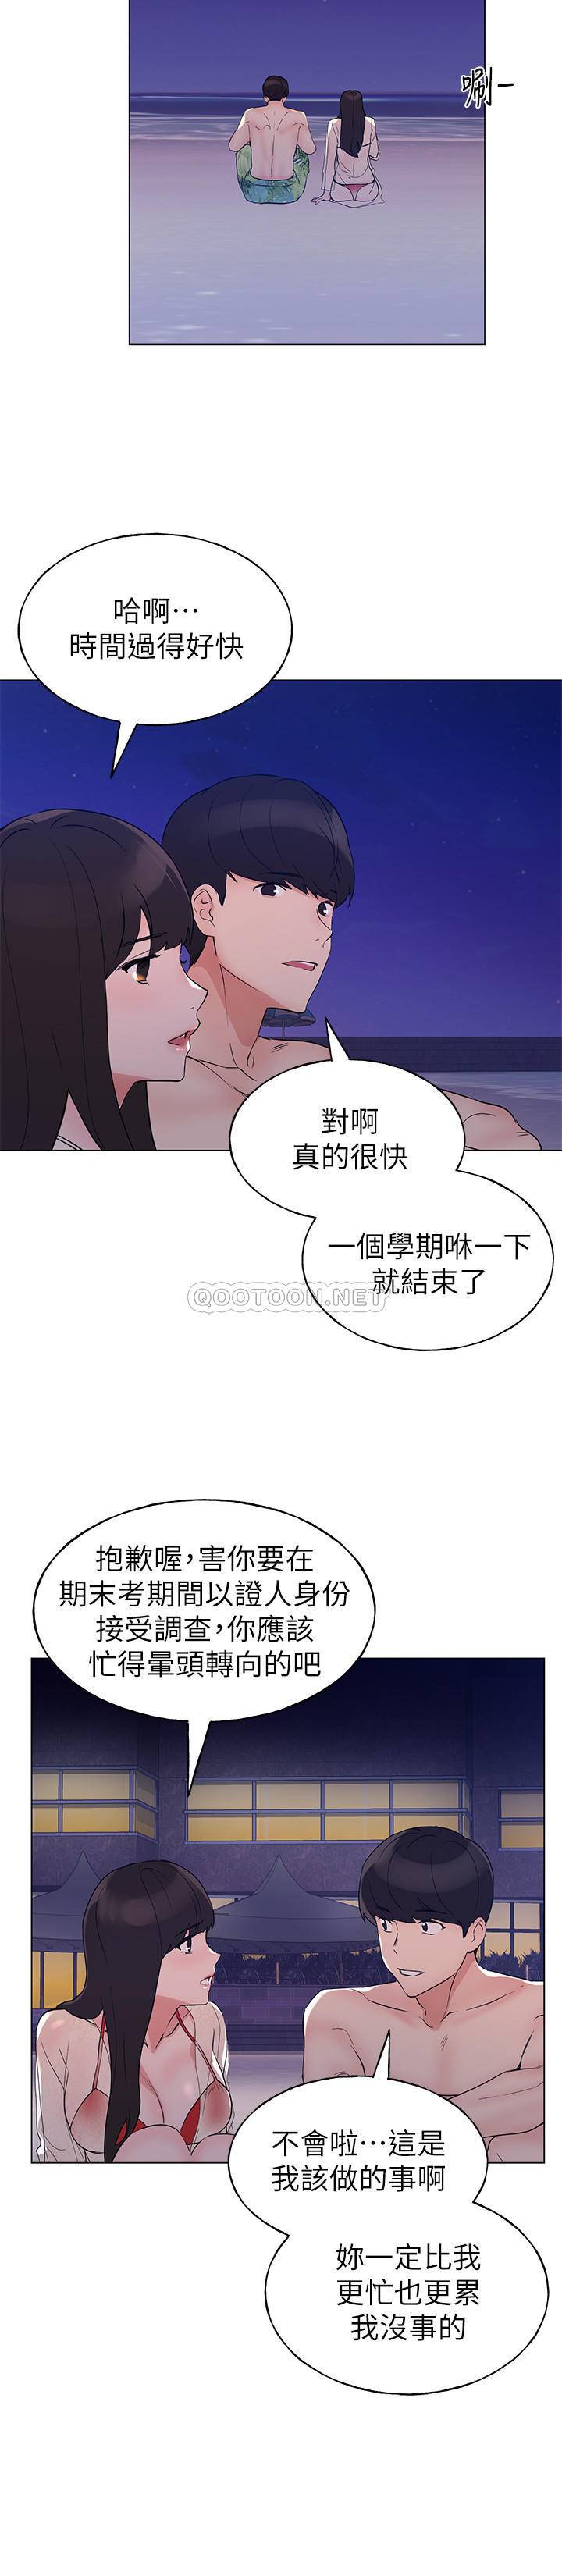 唰-
哈啊…
時間過得好快
對啊
真的很快
一個學期咻一下
就結束了
QOOTOON.NET
抱歉喔,害你要在
期末考期間以證人身份
接受調查,你應該
忙得暈頭轉向的吧
不會啦…這是
我該做的事啊
妳一定比我
更忙也更累
我沒事的